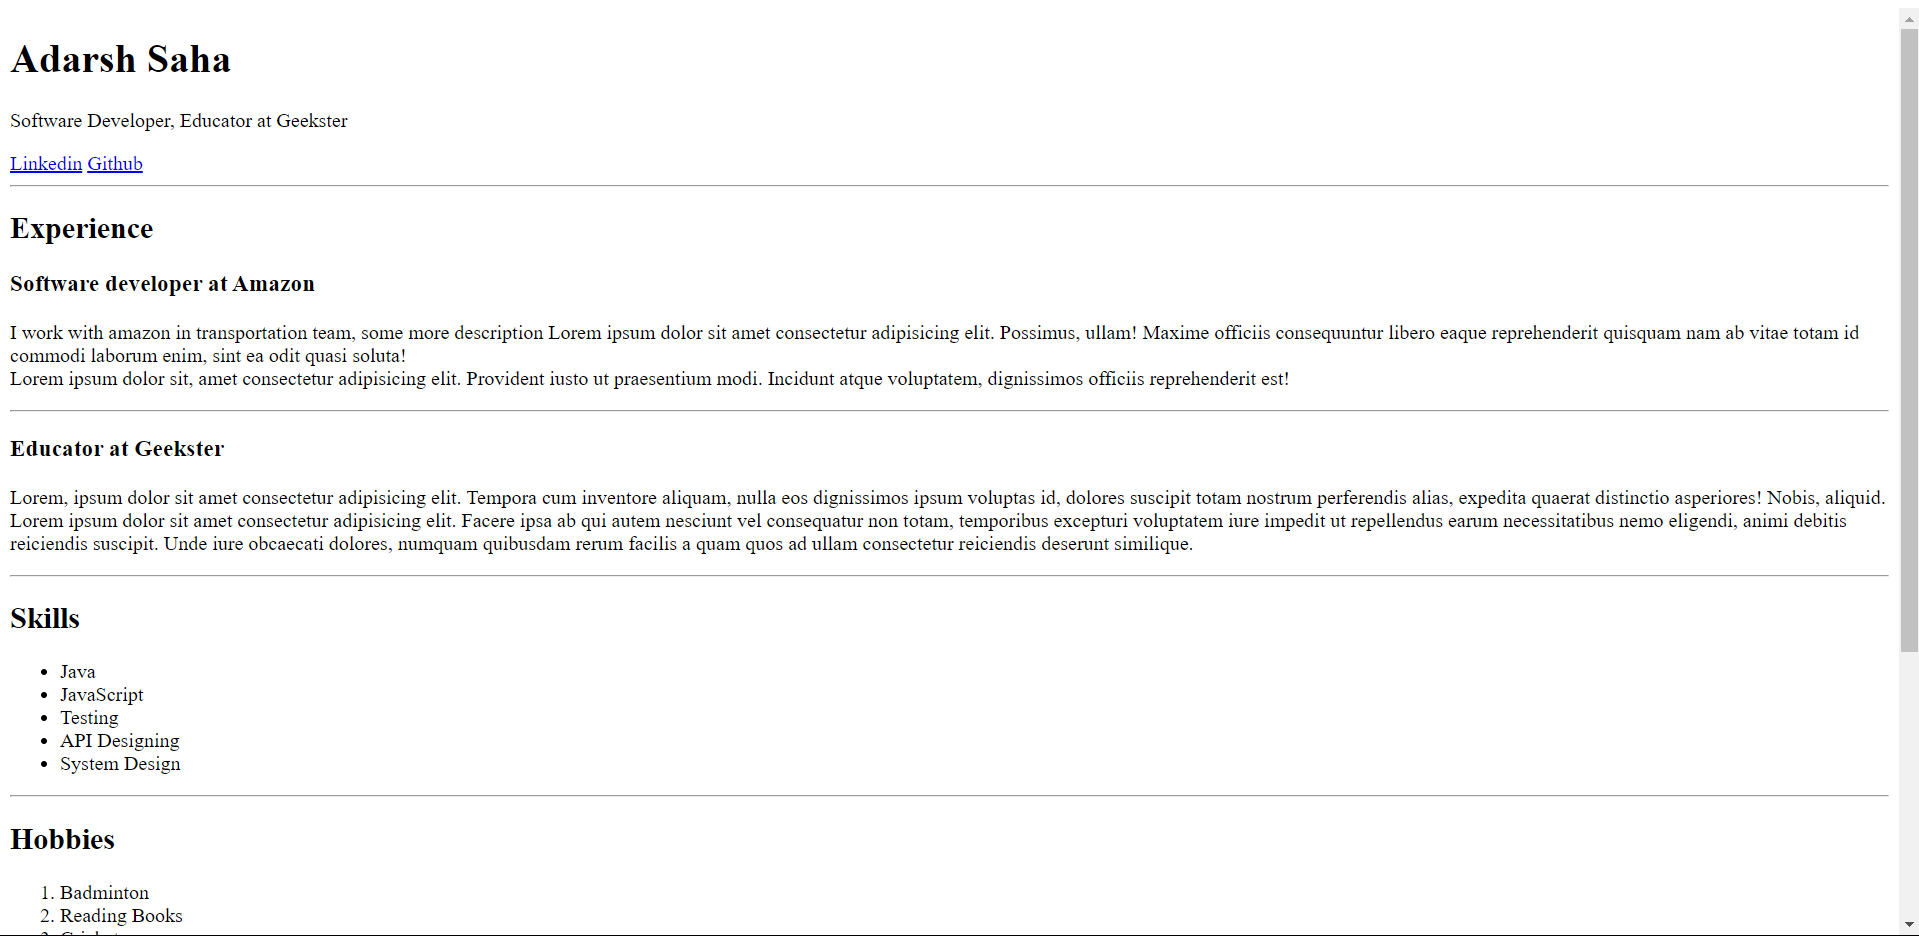 Adarsh Saha
Software Developer, Educator at Geekster
Linkedin Github
Experience
Software developer at Amazon
I work with amazon in transportation team, some more description Lorem ipsum dolor sit amet consectetur adipisicing elit. Possimus, ullam! Maxime officiis consequuntur libero eaque reprehenderit quisquam nam ab vitae totam id
commodi laborum enim, sint ea odit quasi soluta!
Lorem ipsum dolor sit, amet consectetur adipisicing elit. Provident iusto ut praesentium modi. Incidunt atque voluptatem, dignissimos officiis reprehenderit est!
Educator at Geekster
Lorem, ipsum dolor sit amet consectetur adipisicing elit. Tempora cum inventore aliquam, nulla eos dignissimos ipsum voluptas id, dolores suscipit totam nostrum perferendis alias, expedita quaerat distinctio asperiores! Nobis, aliquid.
Lorem ipsum dolor sit amet consectetur adipisicing elit. Facere ipsa ab qui autem nesciunt vel consequatur non totam, temporibus excepturi voluptatem iure impedit ut repellendus earum necessitatibus nemo eligendi, animi debitis
reiciendis suscipit. Unde iure obcaecati dolores, numquam quibusdam rerum facilis a quam quos ad ullam consectetur reiciendis deserunt similique.
Skills
• Java
• JavaScript
• Testing
• API Designing
• System Design
Hobbies
1. Badminton
2. Reading Books